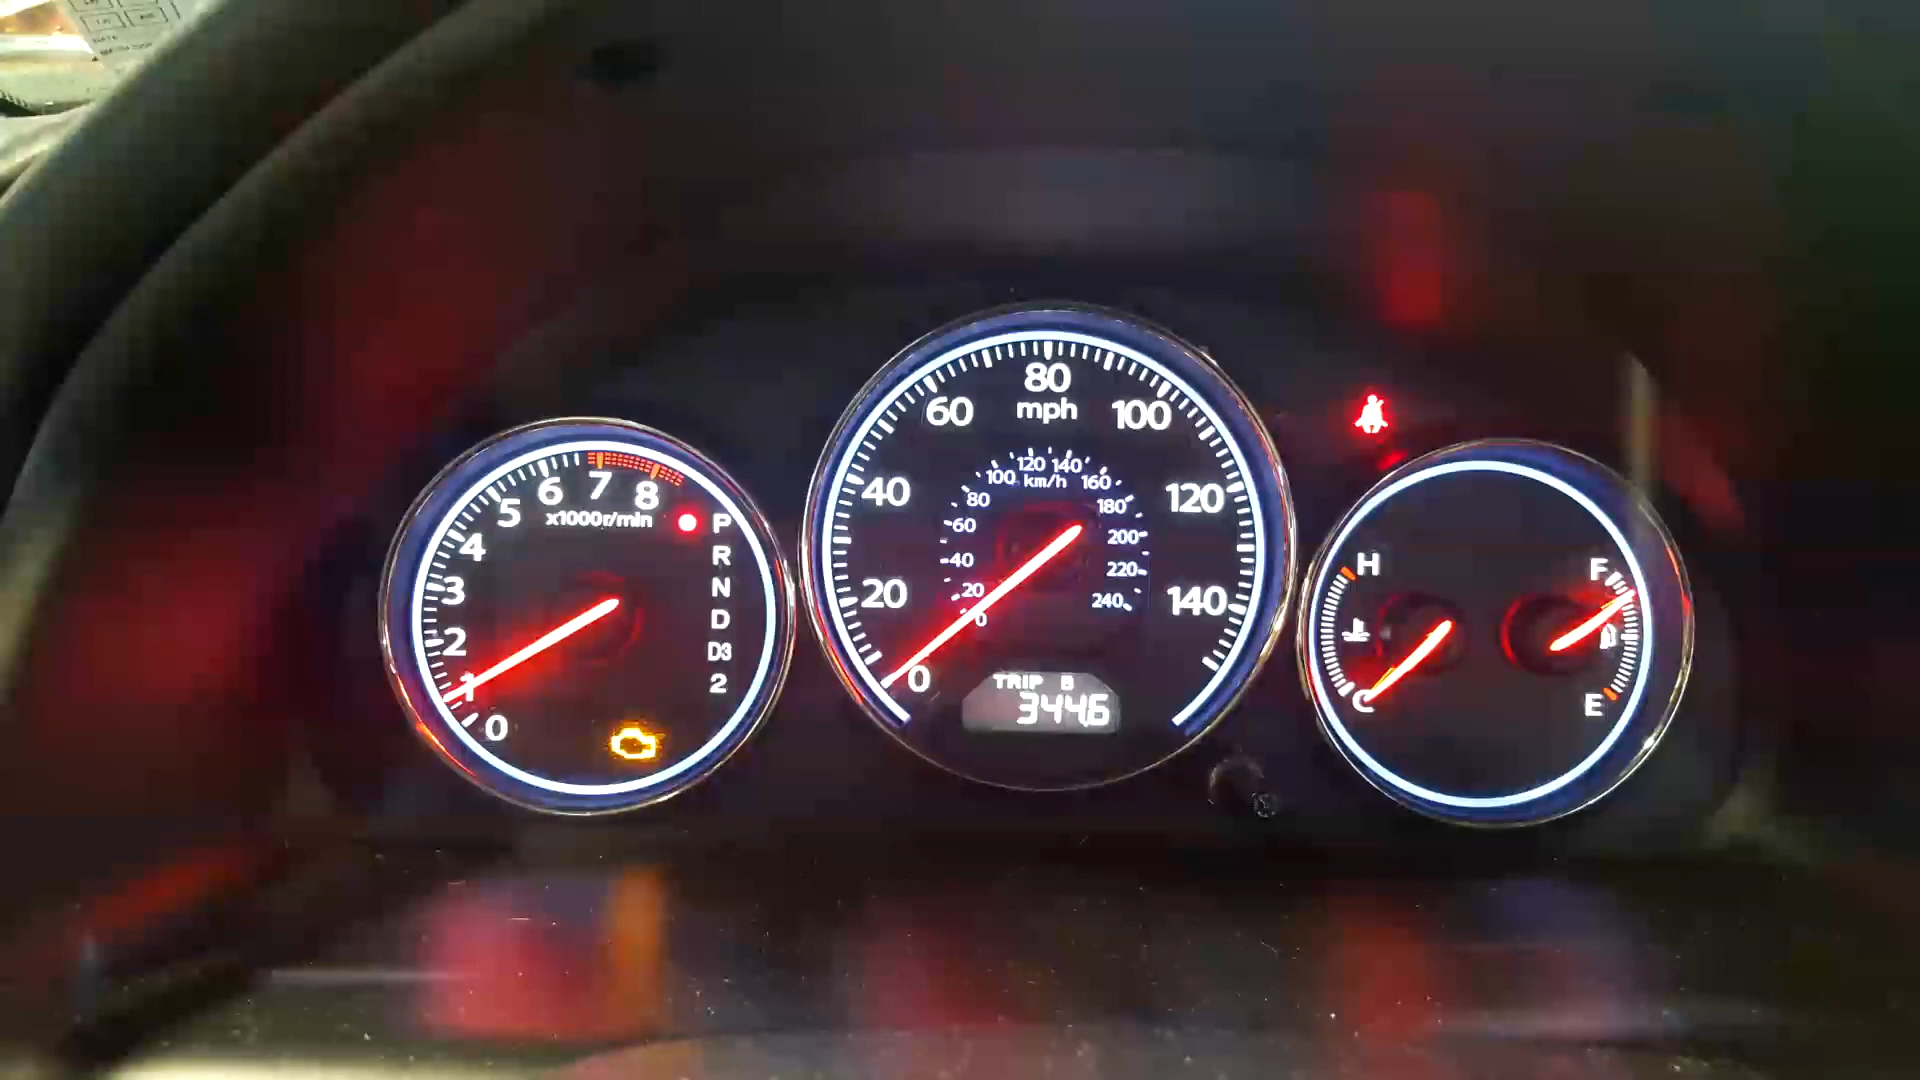 80
60 mph 100
120 140
100 km/h 160
40 80 180 120
60 200
40 220
20 20 240 140
0
0
TRIP B
344.6
6 7 8
5 x1000r/min P
4 R
3 N
2 D
D3
1 2
0
H F
C E